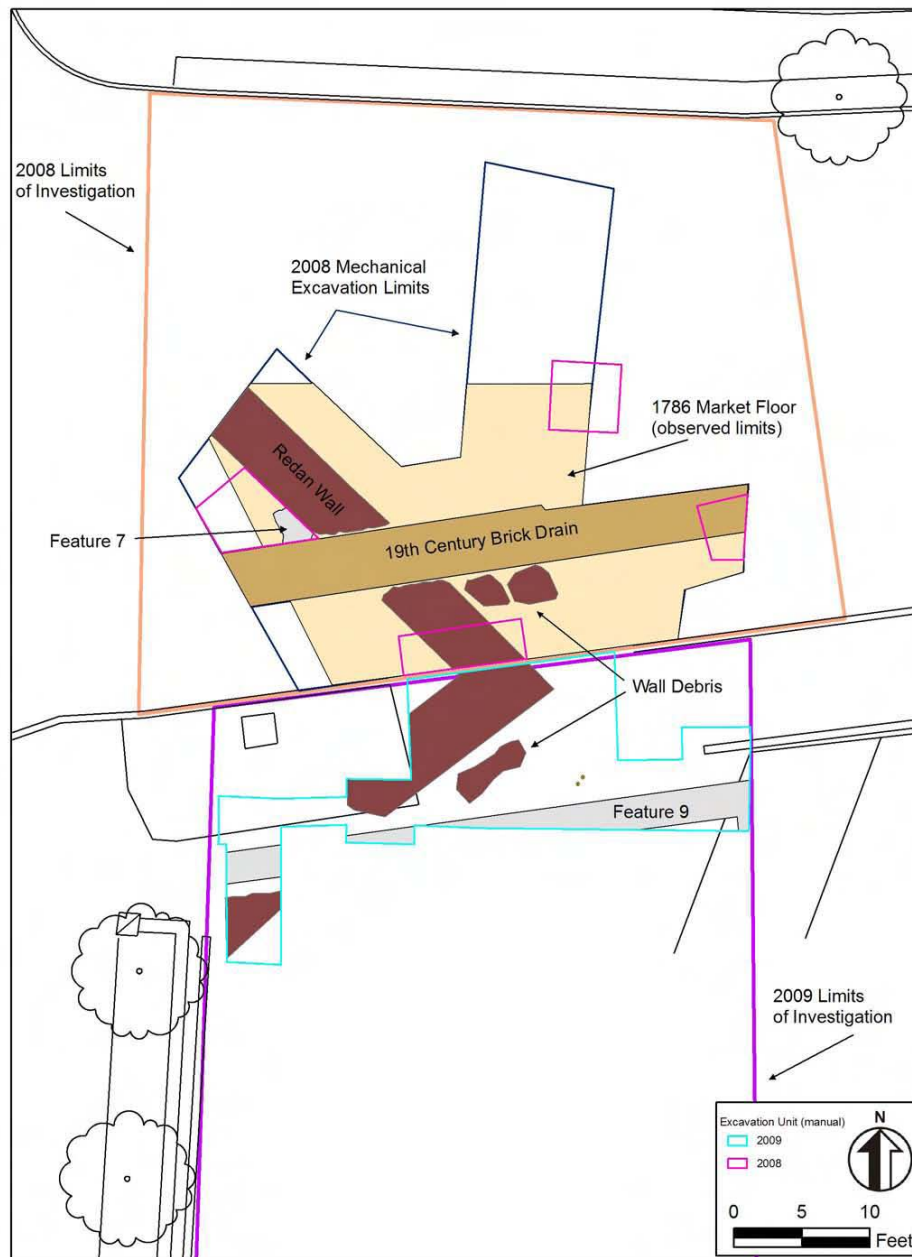 2008 Limits
of Investigation
2008 Mechanical
Excavation Limits
1786 Market Floor
(observed limits)
Redan Wall
Feature 7
19th Century Brick Drain
Wall Debris
Feature 9
2009 Limits
of Investigation
Excavation Unit (manual)
2009
2008
N
0 5 10
Feet